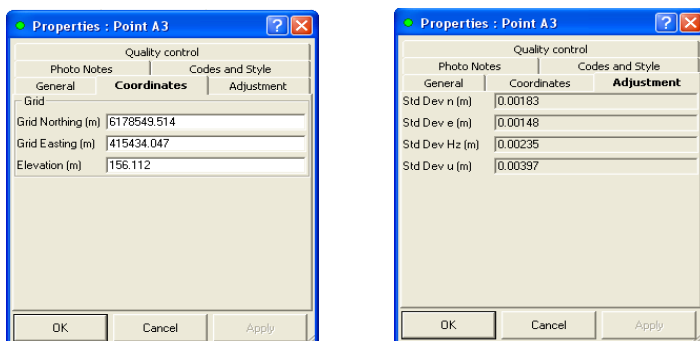 Properties : Point A3
Quality control
Photo Notes Codes and Style
General Coordinates Adjustment
Grid
Grid Northing (m) 6178549.514
Grid Easting (m) 415434.047
Elevation (m) 156.112
OK Cancel Apply
Properties : Point A3
Quality control
Photo Notes Codes and Style
General Coordinates Adjustment
Std Dev n (m) 0.00183
Std Dev e (m) 0.00148
Std Dev Hz (m) 0.00235
Std Dev u (m) 0.00397
OK Cancel Apply